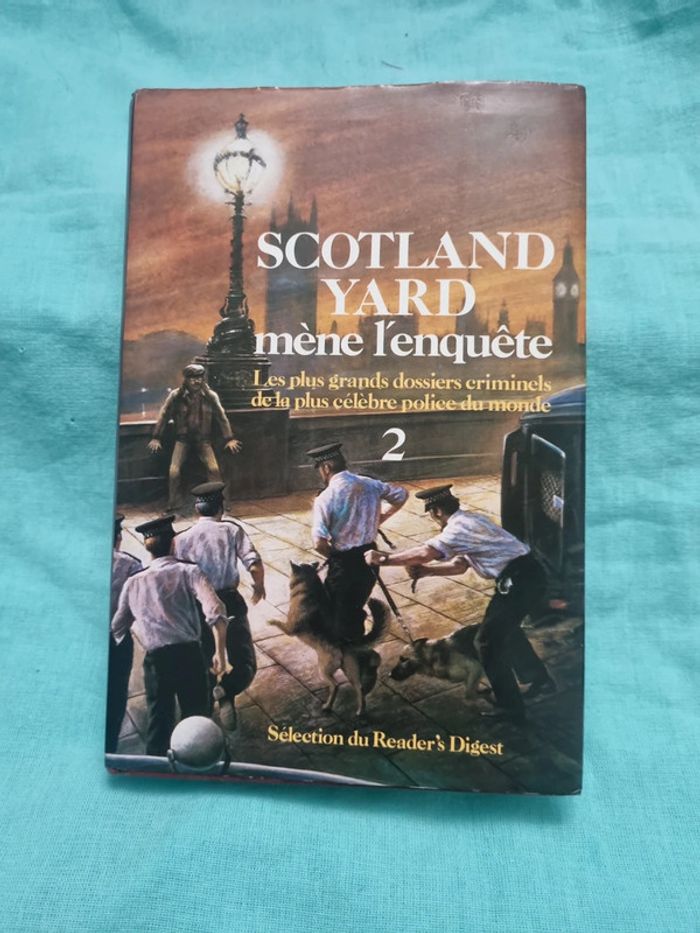 SCOTLAND
YARD
mène l'enquête
Les plus grands dossiers criminels
de la plus célèbre police du monde
2
Sélection du Reader's Digest